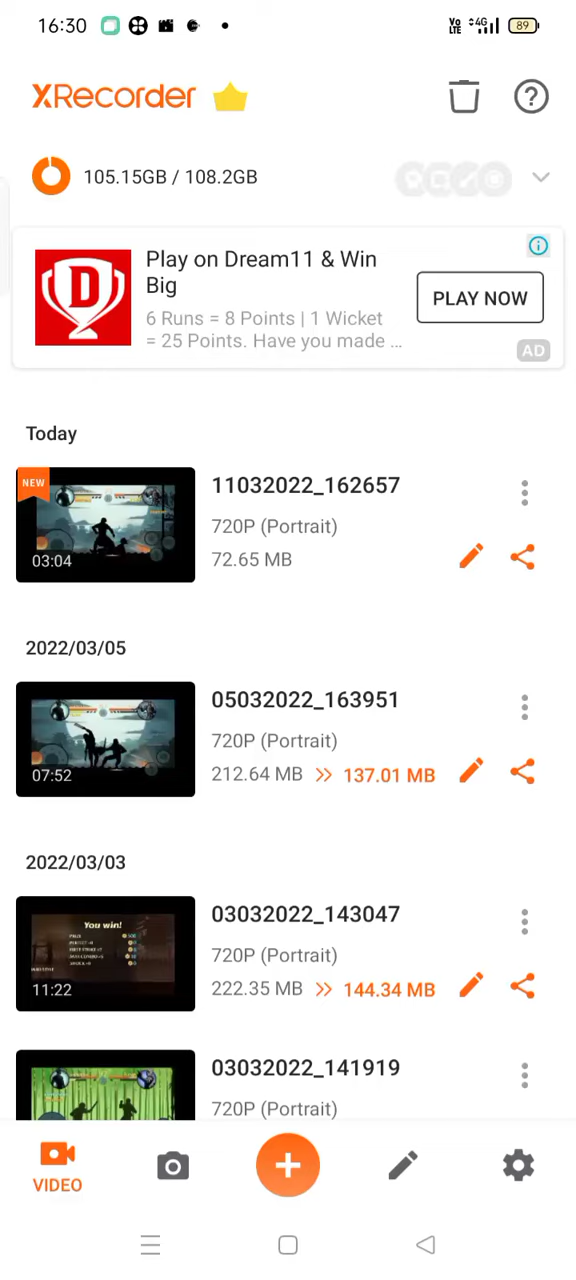 16:30
Vo
LTE
4G
89
XRecorder
105.15GB / 108.2GB
D
Play on Dream11 & Win
Big
6 Runs = 8 Points | 1 Wicket
= 25 Points. Have you made ...
PLAY NOW
AD
Today
NEW
03:04
11032022_162657
720P (Portrait)
72.65 MB
2022/03/05
07:52
05032022_163951
720P (Portrait)
212.64 MB >> 137.01 MB
2022/03/03
You win!
11:22
03032022_143047
720P (Portrait)
222.35 MB >> 144.34 MB
03032022_141919
720P (Portrait)
VIDEO